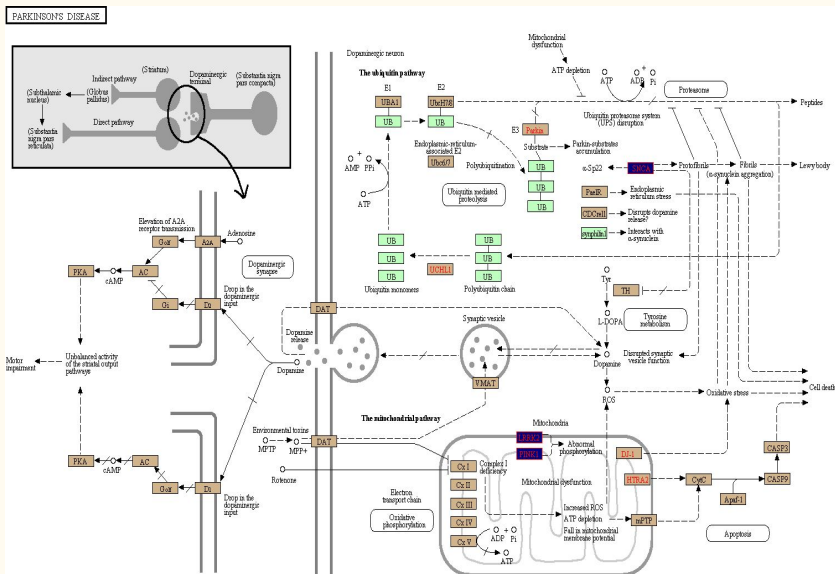 PARKINSON'S DISEASE
(Striatum)
Indirect pathway
Dopaminergic
terminal
(Substantia nigra
pars compacta)
(Subthalamic
nucleus)
(Globus
pallidus)
Direct pathway
(Substantia nigra
pars reticulata)
Dopaminergic neuron
The ubiquitin pathway
E1
UBA1
UB
E2
UbcH7/8
UB
Endoplasmic-reticulum-
associated E2
Ubc6/7
AMP
PPi
ATP
Polyubiquitination
Ubiquitin mediated
proteolysis
UB
UB
UB
Ubiquitin monomers
UCHL1
UB
UB
UB
Polyubiquitin chain
Mitochondrial
dysfunction
ATP depletion
ATP
ADP
Pi
Proteasome
Ubiquitin proteasome system
(UPS) disruption
Peptides
E3
Parkin
Substrate
Parkin-substrates
accumulation
UB
UB
UB
α-Sp22
Protofibrils
Fibrils
(α-synuclein aggregation)
Lewy body
PaelR
Endoplasmic
reticulum stress
CDCrel1
Disrupts dopamine
release?
synphilin1
Interacts with
α-synuclein
Tyr
TH
L-DOPA
Tyrosine
metabolism
Dopamine
Disrupted synaptic
vesicle function
ROS
Oxidative stress
Cell death
Elevation of A2A
receptor transmission
Adenosine
Gαlf
A2A
PKA
cAMP
AC
Gi
D2
Drop in the
dopaminergic
input
Dopaminergic
synapse
DAT
Dopamine
release
Dopamine
Synaptic vesicle
VMAT
Motor
impairment
Unbalanced activity
of the striatal output
pathways
PKA
cAMP
AC
Gαlf
D1
Drop in the
dopaminergic
input
The mitochondrial pathway
Environmental toxins
MPTP
MPP+
DAT
Rotenone
Electron
transport chain
Oxidative
phosphorylation
Mitochondria
LRRK2
PINK1
Abnormal
phosphorylation
DJ-1
HTRA2
Cx I
Cx II
Cx III
Cx IV
Cx V
Complex I
deficiency
Mitochondrial dysfunction
Increased ROS
ATP depletion
Fall in mitochondrial
membrane potential
ADP
Pi
ATP
mPTP
CytC
Apaf-1
CASP3
CASP9
Apoptosis